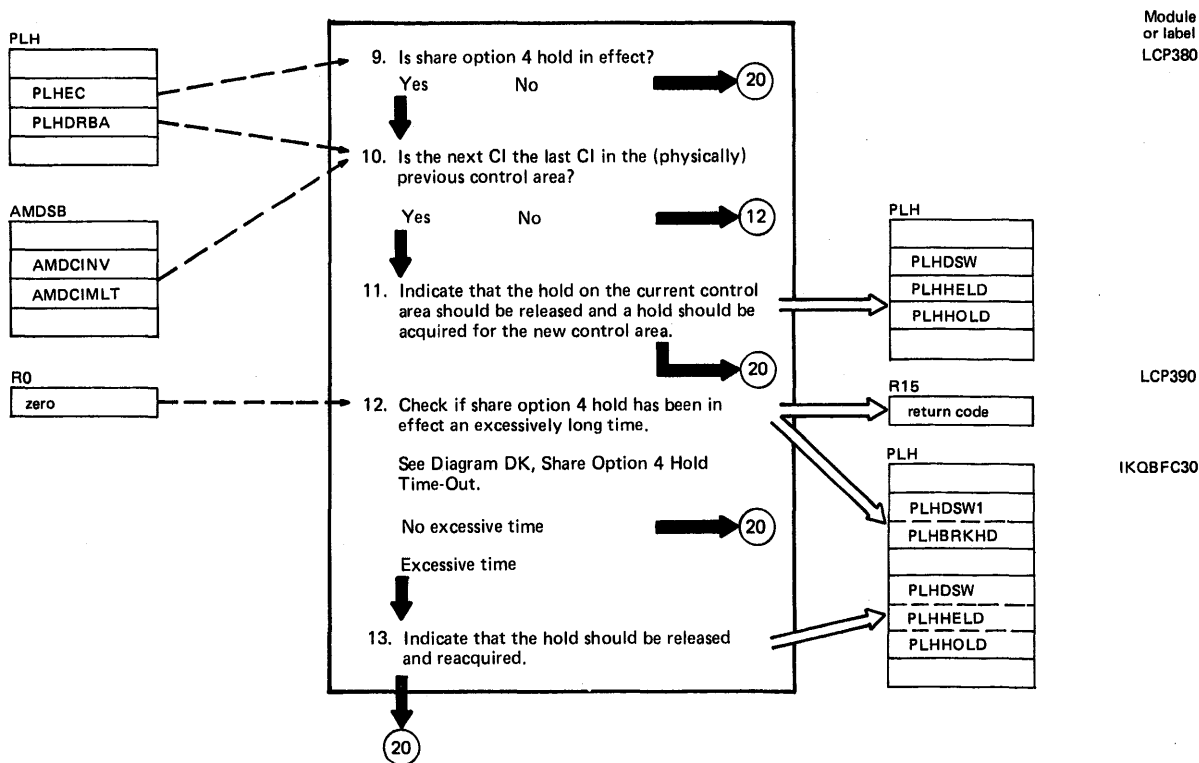 Module
or label
LCP380
PLH
PLHEC
PLHDRBA
9. Is share option 4 hold in effect?
Yes No 20
10. Is the next CI the last CI in the (physically)
previous control area?
Yes No 12
AMDSB
AMDCINV
AMDCIMLT
11. Indicate that the hold on the current control
area should be released and a hold should be
acquired for the new control area.
20
PLH
PLHDSW
PLHHELD
PLHHOLD
LCP390
R0
zero
12. Check if share option 4 hold has been in
effect an excessively long time.
R15
return code
See Diagram DK, Share Option 4 Hold
Time-Out.
IKQBFC30
No excessive time 20
Excessive time
PLH
PLHDSW1
PLHBRKHD
PLHDSW
PLHHELD
PLHHOLD
13. Indicate that the hold should be released
and reacquired.
20